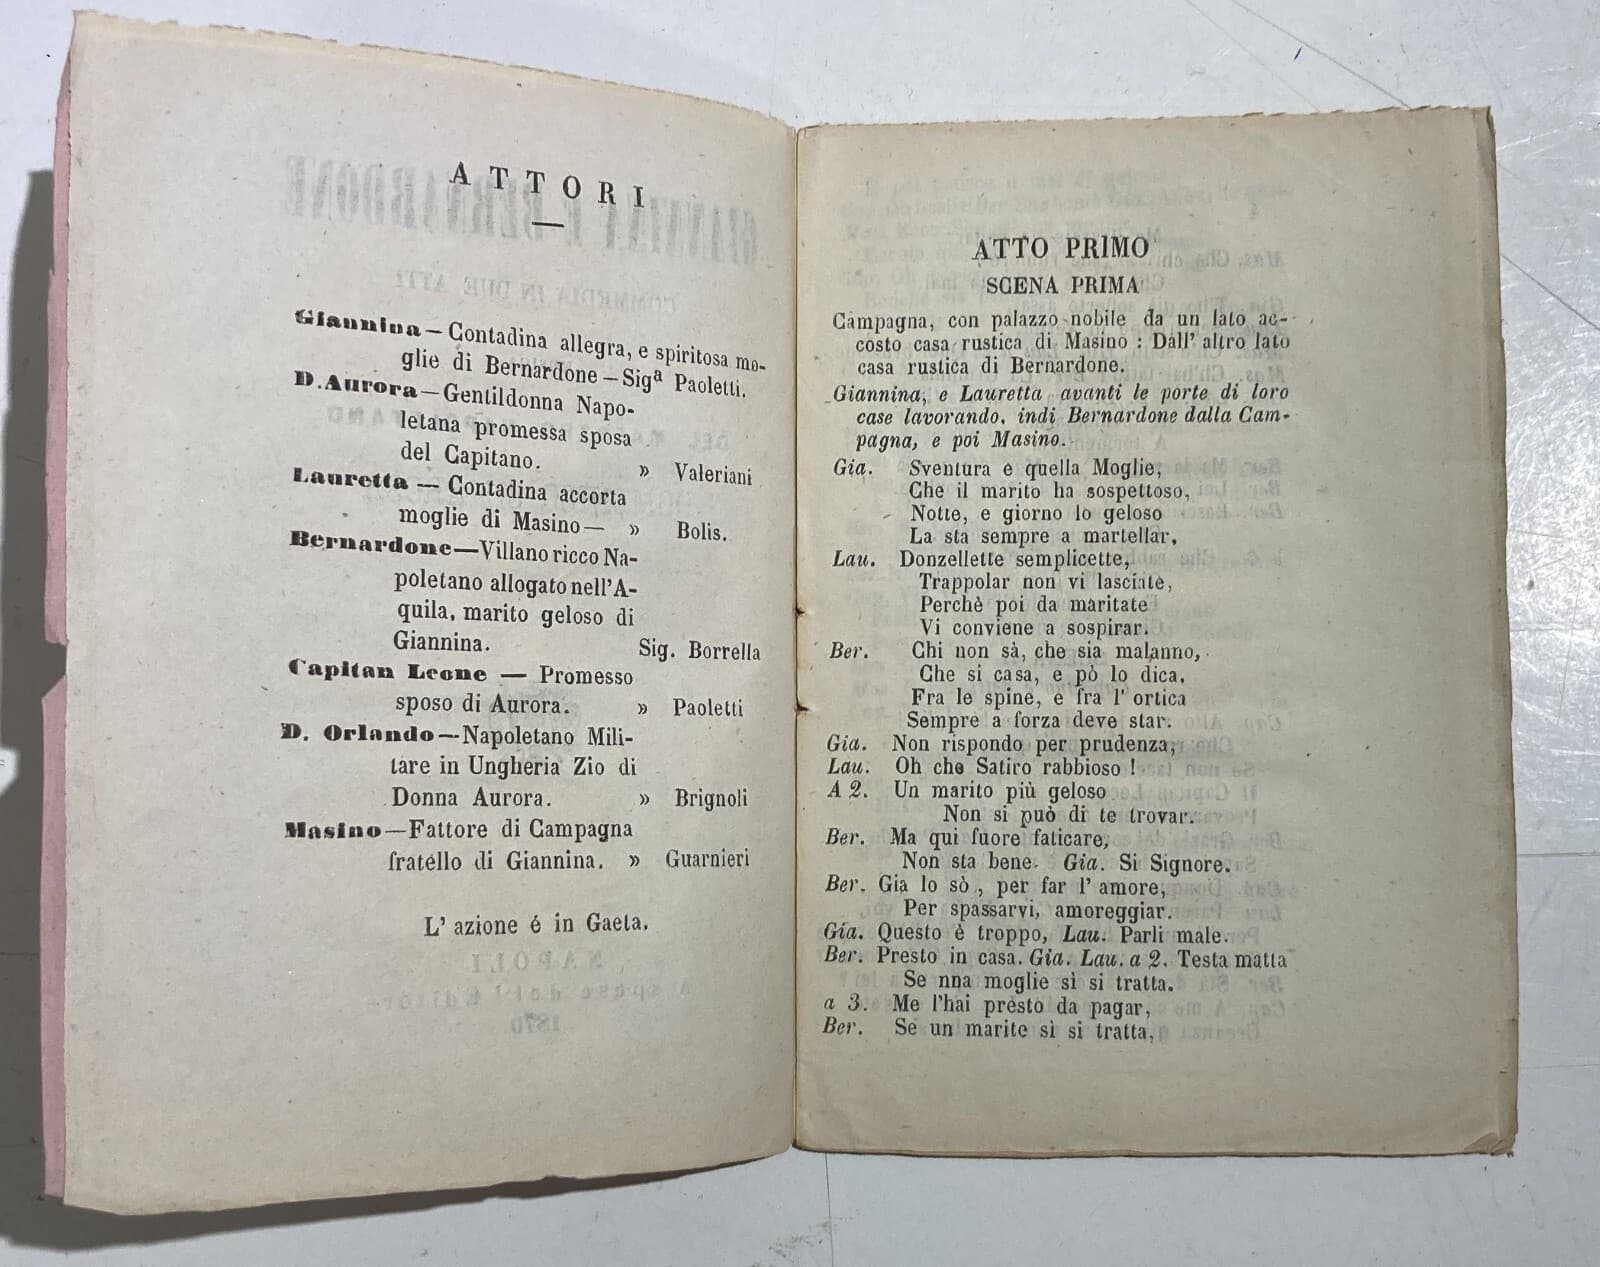 ATTORI
Giannina — Contadina allegra, e spiritosa mo-
glie di Bernardone — Sigª Paoletti.
D. Aurora — Gentildonna Napo-
letana promessa sposa
del Capitano. » Valeriani
Lauretta — Contadina accorta
moglie di Masino — » Bolis.
Bernardone — Villano ricco Na-
poletano allogato nell'A-
quila, marito geloso di
Giannina. Sig. Borrella
Capitan Leone — Promesso
sposo di Aurora. » Paoletti
D. Orlando — Napoletano Mili-
tare in Ungheria Zio di
Donna Aurora. » Brignoli
Masino — Fattore di Campagna
fratello di Giannina. » Guarnieri
L' azione é in Gaeta.
ATTO PRIMO
SCENA PRIMA
Campagna, con palazzo nobile da un lato ac-
costo casa rustica di Masino : Dall' altro lato
casa rustica di Bernardone.
Giannina, e Lauretta avanti le porte di loro
case lavorando, indi Bernardone dalla Cam-
pagna, e poi Masino.
Gia. Sventura e quella Moglie,
Che il marito ha sospettoso,
Notte, e giorno lo geloso
La sta sempre a martellar,
Lau. Donzellette semplicette,
Trappolar non vi lasciate,
Perchè poi da maritate
Vi conviene a sospirar.
Ber. Chi non sà, che sia malanno,
Che si casa, e pò lo dica,
Fra le spine, e fra l' ortica
Sempre a forza deve star.
Gia. Non rispondo per prudenza,
Lau. Oh che Satiro rabbioso !
A 2. Un marito più geloso
Non si può di te trovar.
Ber. Ma qui fuore faticare,
Non sta bene. Gia. Si Signore.
Ber. Gia lo sò, per far l' amore,
Per spassarvi, amoreggiar.
Gia. Questo è troppo, Lau. Parli male.
Ber. Presto in casa. Gia. Lau. a 2. Testa matta
Se nna moglie sì si tratta.
a 3. Me l'hai presto da pagar,
Ber. Se un marite sì si tratta,